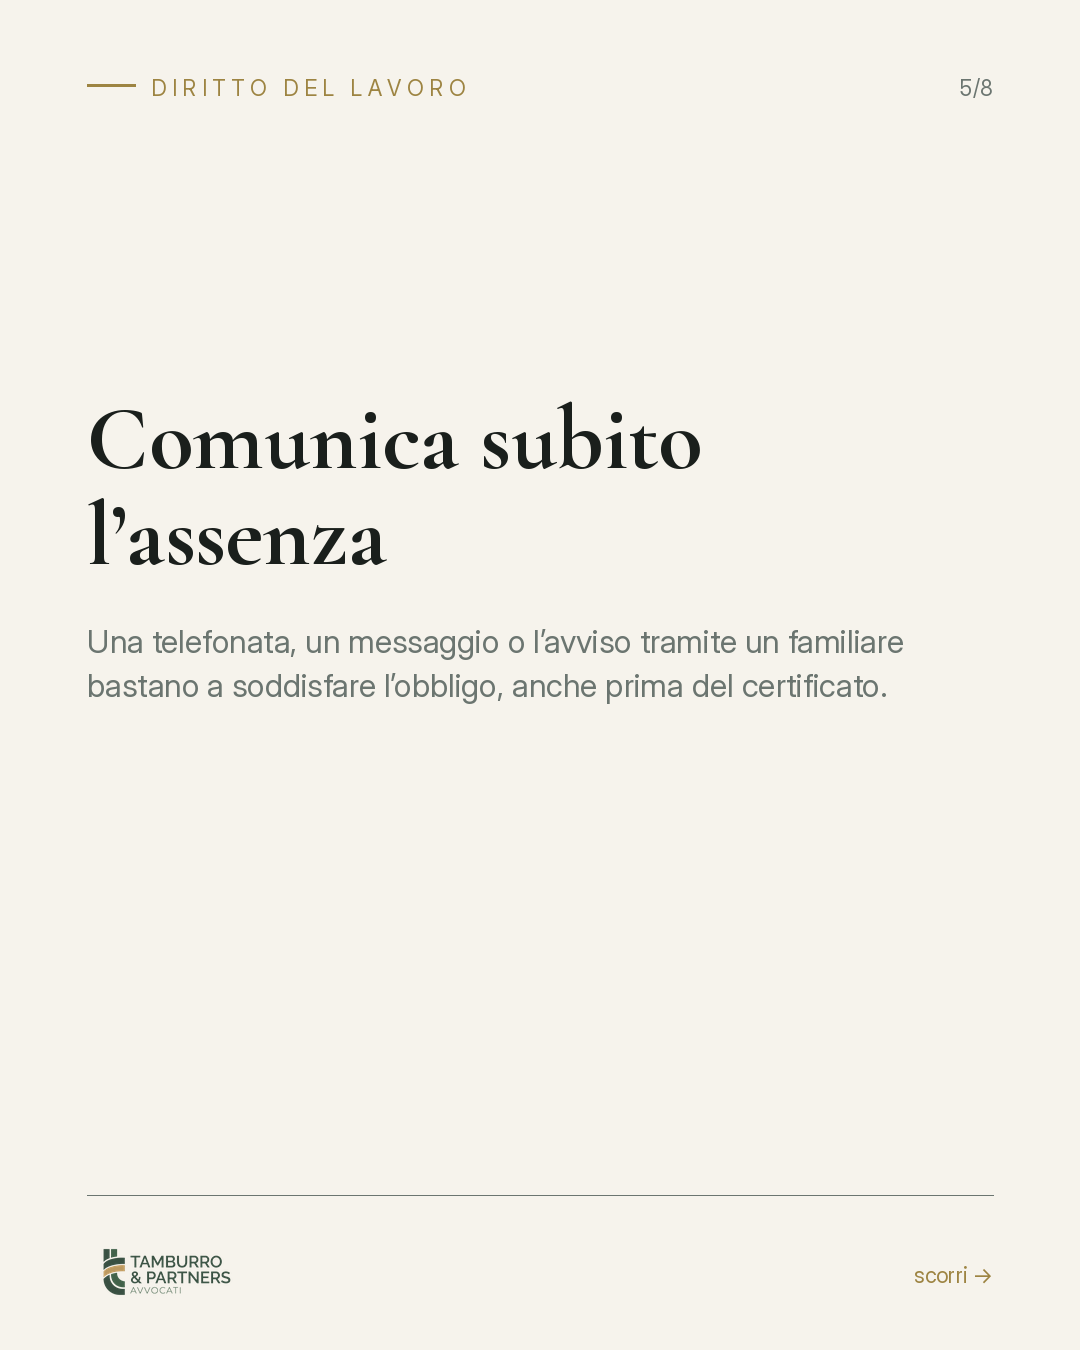 DIRITTO DEL LAVORO
5/8
Comunica subito
l’assenza
Una telefonata, un messaggio o l’avviso tramite un familiare
bastano a soddisfare l’obbligo, anche prima del certificato.
TAMBURRO
& PARTNERS
AVVOCATI
scorri →